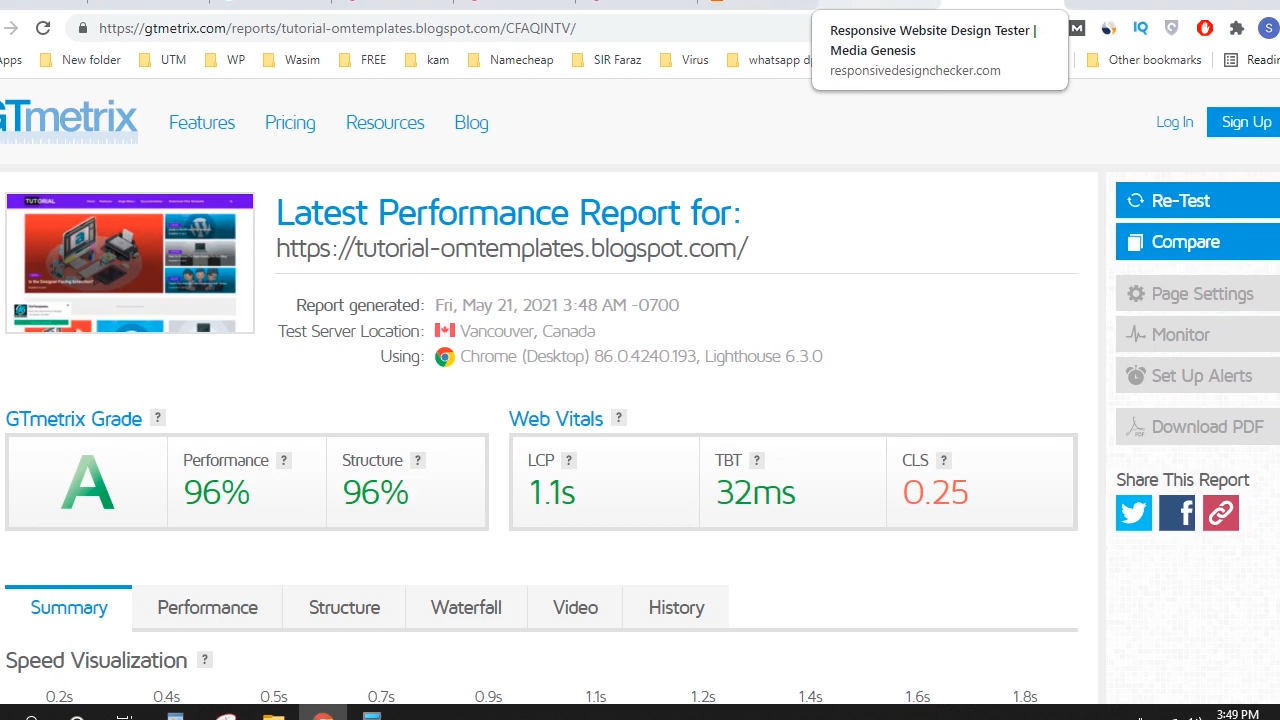 https://gtmetrix.com/reports/tutorial-omtemplates.blogspot.com/CFAQJNTV/
Responsive Website Design Tester |
Media Genesis
responsivedesignchecker.com
S
Apps New folder UTM WP Wasim FREE kam Namecheap SIR Faraz Virus whatsapp Other bookmarks
GTmetrix Features Pricing Resources Blog Log In Sign Up
TUTORIAL
Latest Performance Report for:
https://tutorial-omtemplates.blogspot.com/
Report generated: Fri, May 21, 2021 3:48 AM -0700
Test Server Location: Vancouver, Canada
Using: Chrome (Desktop) 86.0.4240.193, Lighthouse 6.3.0
Re-Test
Compare
Page Settings
Monitor
Set Up Alerts
Download PDF
Share This Report
GTmetrix Grade ?
A
Performance ?
96%
Structure ?
96%
Web Vitals ?
LCP ?
1.1s
TBT ?
32ms
CLS ?
0.25
Summary Performance Structure Waterfall Video History
Speed Visualization ?
0.2s 0.4s 0.5s 0.7s 0.9s 1.1s 1.2s 1.4s 1.6s 1.8s
3:49 PM